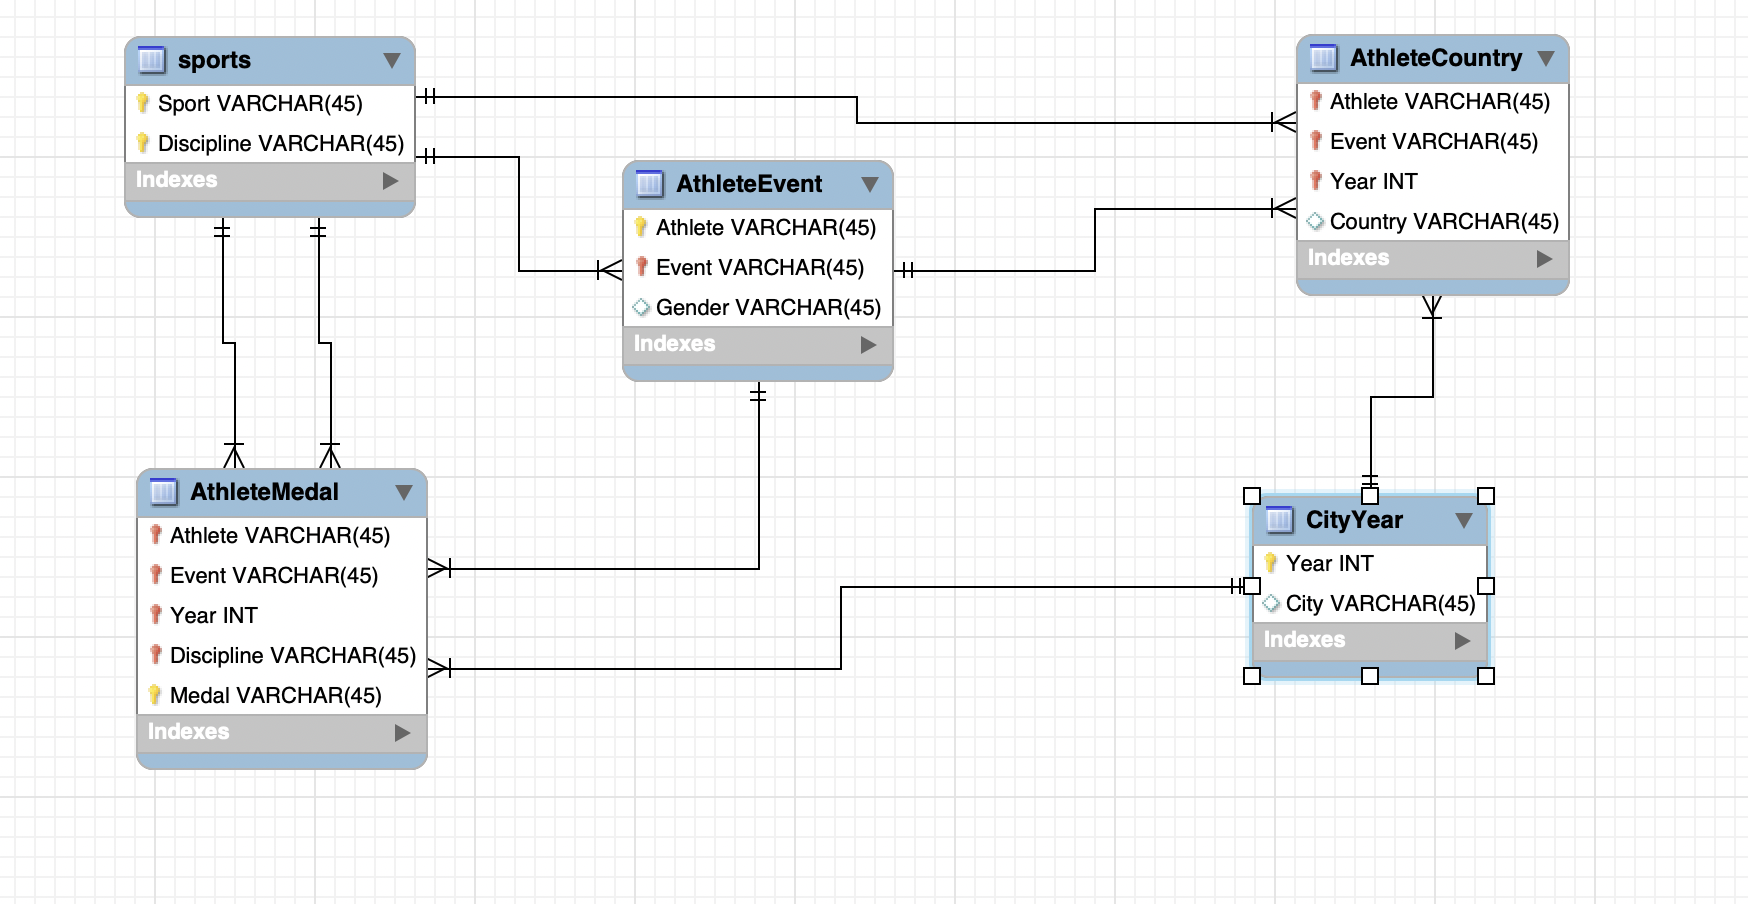 sports
Sport VARCHAR(45)
Discipline VARCHAR(45)
Indexes
AthleteEvent
Athlete VARCHAR(45)
Event VARCHAR(45)
Gender VARCHAR(45)
Indexes
AthleteCountry
Athlete VARCHAR(45)
Event VARCHAR(45)
Year INT
Country VARCHAR(45)
Indexes
AthleteMedal
Athlete VARCHAR(45)
Event VARCHAR(45)
Year INT
Discipline VARCHAR(45)
Medal VARCHAR(45)
Indexes
CityYear
Year INT
City VARCHAR(45)
Indexes